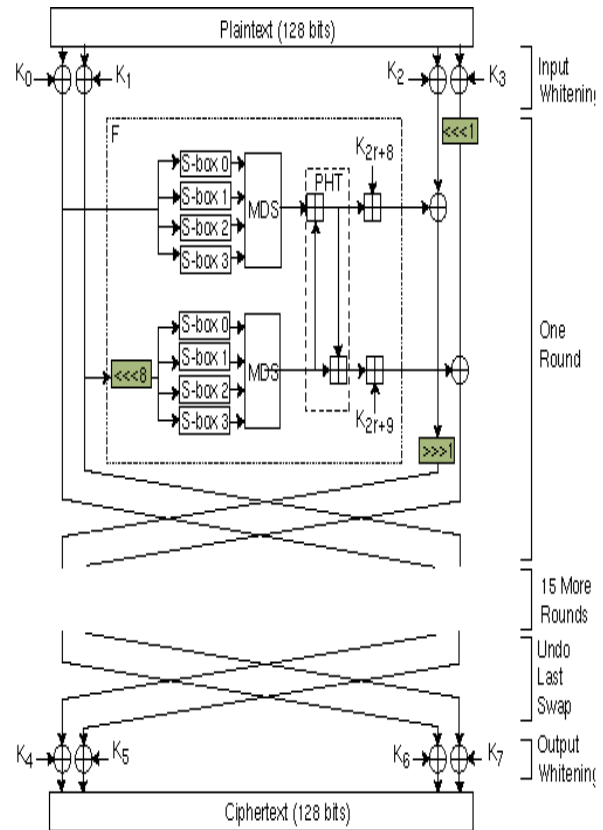 Plaintext (128 bits)
K0
K1
K2
K3
Input
Whitening
<<<1
F
S-box 0
S-box 1
S-box 2
S-box 3
MDS
PHT
K2r+8
One
Round
<<<8
S-box 0
S-box 1
S-box 2
S-box 3
MDS
K2r+9
>>>1
15 More
Rounds
Undo
Last
Swap
K4
K5
K6
K7
Output
Whitening
Ciphertext (128 bits)